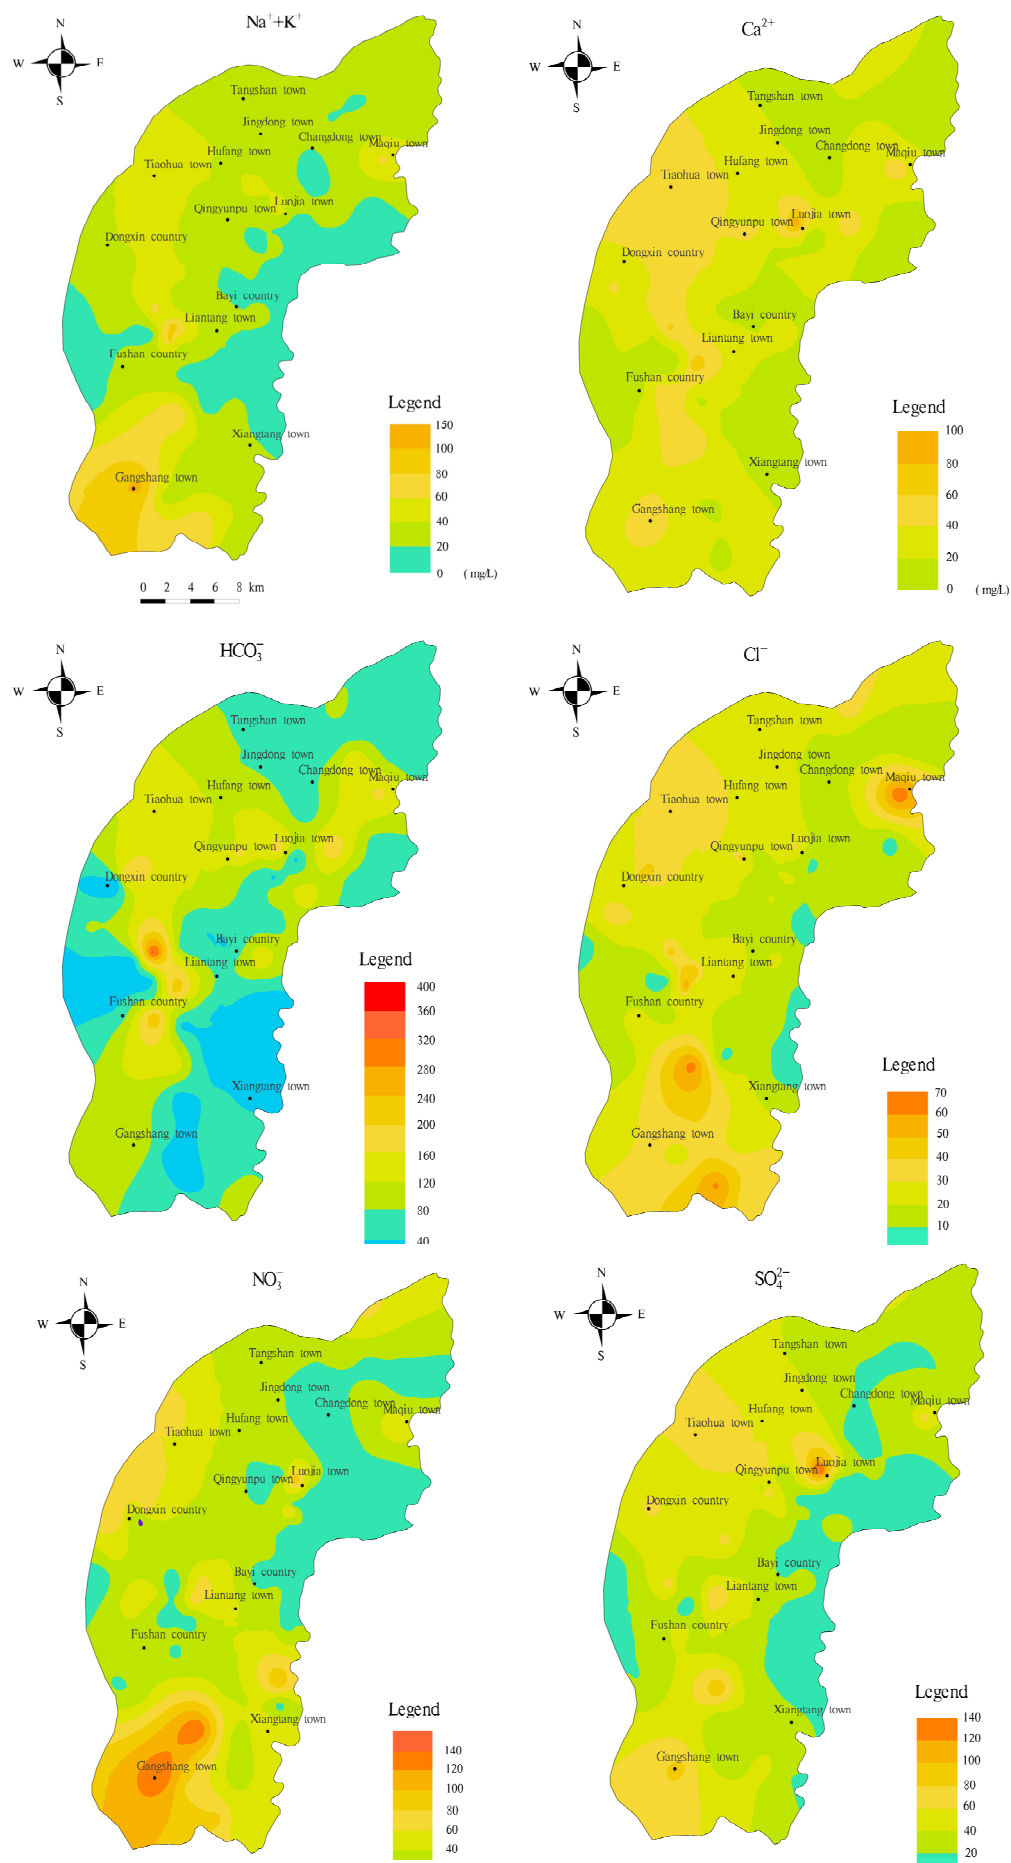 Na⁺+K⁺
N
W E
S
Tangshan town
Jingdong town
Changdong town
Maqiu town
Hufang town
Tiaohua town
Luojia town
Qingyunpu town
Dongxin country
Bayi country
Liantang town
Fushan country
Xiangtang town
Gangshang town
Legend
150
100
80
60
40
20
0 (mg/L)
0 2 4 6 8 km
Ca²⁺
N
W E
S
Tangshan town
Jingdong town
Changdong town
Maqiu town
Hufang town
Tiaohua town
Luojia town
Qingyunpu town
Dongxin country
Bayi country
Liantang town
Fushan country
Xiangtang town
Gangshang town
Legend
100
80
60
40
20
0 (mg/L)
HCO₃⁻
N
W E
S
Tangshan town
Jingdong town
Changdong town
Maqiu town
Hufang town
Tiaohua town
Luojia town
Qingyunpu town
Dongxin country
Bayi country
Liantang town
Fushan country
Xiangtang town
Gangshang town
Legend
400
360
320
280
240
200
160
120
80
40
Cl⁻
N
W E
S
Tangshan town
Jingdong town
Changdong town
Maqiu town
Hufang town
Tiaohua town
Luojia town
Qingyunpu town
Dongxin country
Bayi country
Liantang town
Fushan country
Xiangtang town
Gangshang town
Legend
70
60
50
40
30
20
10
NO₃⁻
N
W E
S
Tangshan town
Jingdong town
Changdong town
Maqiu town
Hufang town
Tiaohua town
Luojia town
Qingyunpu town
Dongxin country
Bayi country
Liantang town
Fushan country
Xiangtang town
Gangshang town
Legend
140
120
100
80
60
40
SO₄²⁻
N
W E
S
Tangshan town
Jingdong town
Changdong town
Maqiu town
Hufang town
Tiaohua town
Luojia town
Qingyunpu town
Dongxin country
Bayi country
Liantang town
Fushan country
Xiangtang town
Gangshang town
Legend
140
120
100
80
60
40
20